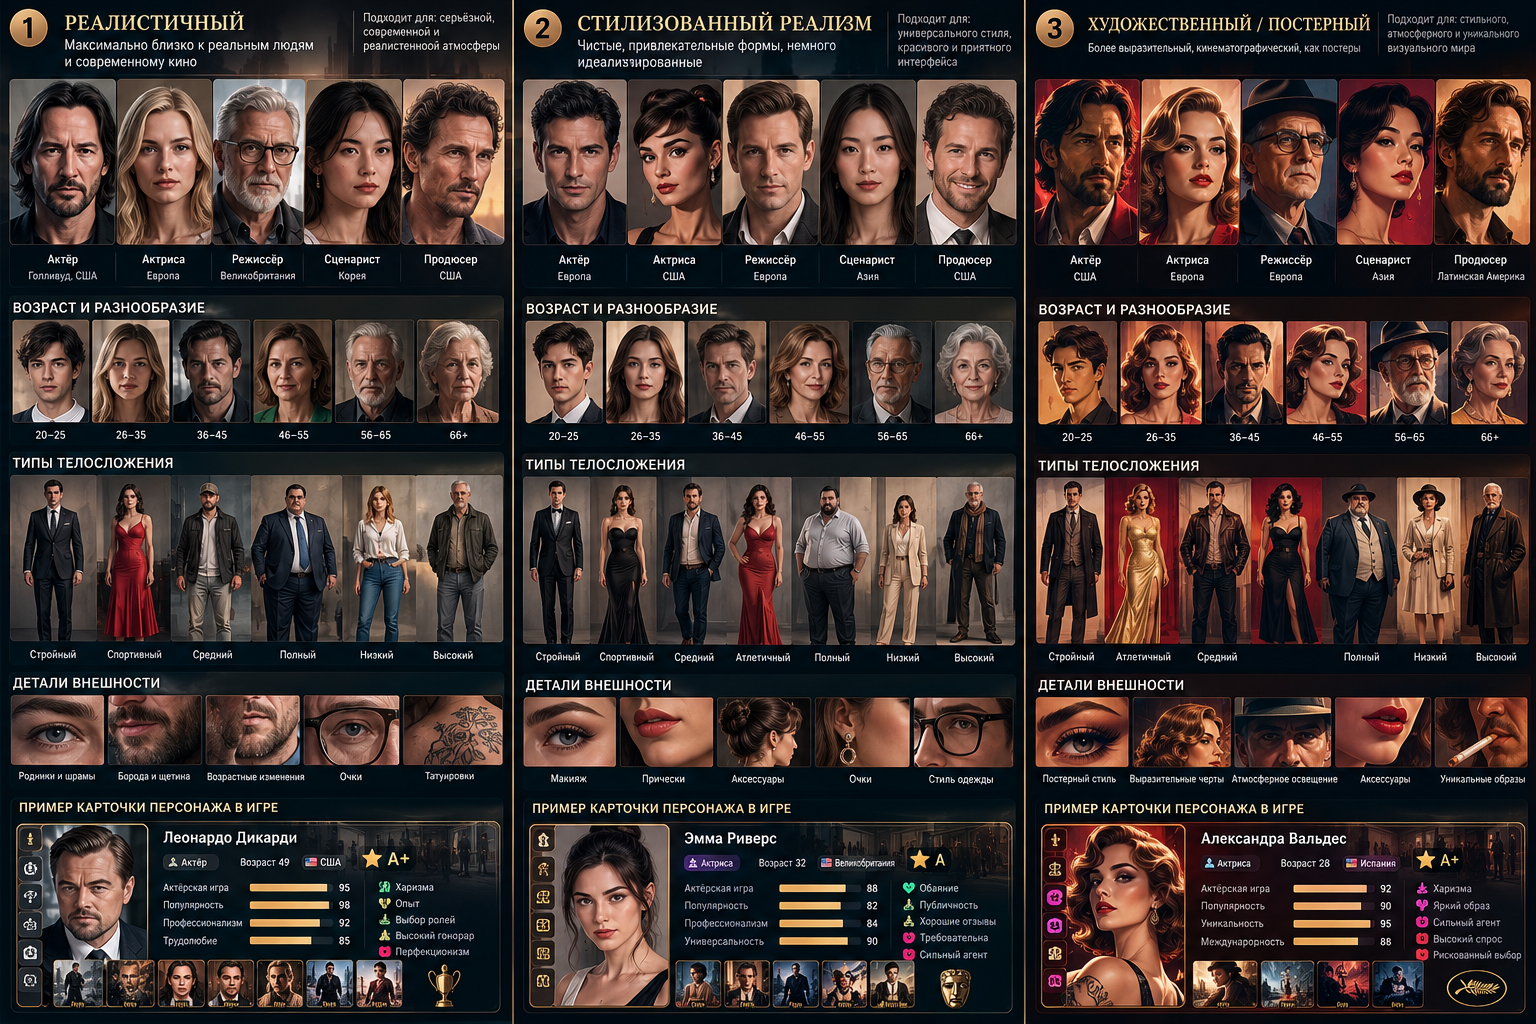 1
РЕАЛИСТИЧНЫЙ
Максимально близко к реальным людям
и современному кино
Подходит для: серьёзной,
современной и
реалистеноой атмосферы
Актёр
Голливуд, США
Актриса
Европа
Режиссёр
Великобритания
Сценарист
Корея
Продюсер
США
ВОЗРАСТ И РАЗНООБРАЗИЕ
20–25
26–35
36–45
46–55
56–65
66+
ТИПЫ ТЕЛОСЛОЖЕНИЯ
Стройный
Спортивный
Средний
Полный
Низкий
Высокий
ДЕТАЛИ ВНЕШНОСТИ
Родники и шрамы
Борода и щетина
Возрастные изменения
Очки
Татуировки
ПРИМЕР КАРТОЧКИ ПЕРСОНАЖА В ИГРЕ
Леонардо Дикарди
Актёр
Возраст 49
США
A+
Актёрская игра 95
Популярность 98
Профессионализм 92
Трудолюбие 85
Харизма
Опыт
Выбор ролей
Высокий гонорар
Перфекционизм
2
СТИЛИЗОВАННЫЙ РЕАЛИЗМ
Чистые, привлекательные формы, немного
идеализированные
Подходит для:
универсального стиля,
красивого и приятного
интерфейса
Актёр
Европа
Актриса
США
Режиссёр
Европа
Сценарист
Азия
Продюсер
США
ВОЗРАСТ И РАЗНООБРАЗИЕ
20–25
26–35
36–45
46–55
56–65
66+
ТИПЫ ТЕЛОСЛОЖЕНИЯ
Стройный
Спортивный
Средний
Атлетичный
Полный
Низкий
Высокий
ДЕТАЛИ ВНЕШНОСТИ
Макияж
Прически
Аксессуары
Очки
Стиль одежды
ПРИМЕР КАРТОЧКИ ПЕРСОНАЖА В ИГРЕ
Эмма Риверс
Актриса
Возраст 32
Великобритания
A
Актёрская игра 88
Популярность 82
Профессионализм 84
Универсальность 90
Обаяние
Публичность
Хорошие отзывы
Требовательна
Сильный агент
3
ХУДОЖЕСТВЕННЫЙ / ПОСТЕРНЫЙ
Более выразительный, кинематографический, как постеры
Подходит для: стильного,
атмосферного и уникального
визуального мира
Актёр
США
Актриса
Европа
Режиссёр
Европа
Сценарист
Азия
Продюсер
Латинская Америка
ВОЗРАСТ И РАЗНООБРАЗИЕ
20–25
26–35
36–45
46–55
56–65
66+
ТИПЫ ТЕЛОСЛОЖЕНИЯ
Стройный
Атлетичный
Средний
Полный
Низкий
Высоюий
ДЕТАЛИ ВНЕШНОСТИ
Постерный стиль
Выразительные черты
Атмосферное освещение
Аксессуары
Уникальные образы
ПРИМЕР КАРТОЧКИ ПЕРСОНАЖА В ИГРЕ
Александра Вальдес
Актриса
Возраст 28
Испания
A+
Актёрская игра 92
Популярность 90
Уникальность 95
Междунарорность 88
Харизма
Яркий образ
Сильный агент
Высокий спрос
Рискованный выбор